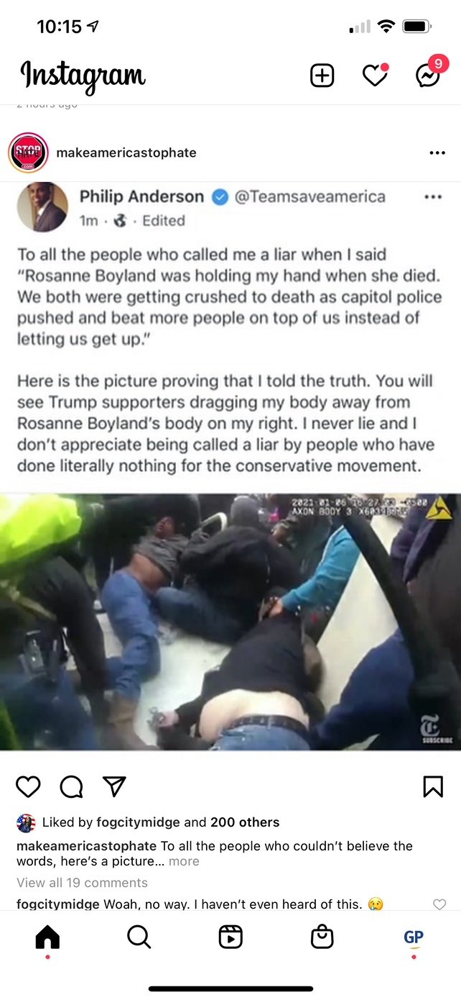 10:15
Instagram
9
2 hours ago
STOP
HATE
.com
makeamericastophate
Philip Anderson @Teamsaveamerica
1m · · Edited
To all the people who called me a liar when I said
“Rosanne Boyland was holding my hand when she died.
We both were getting crushed to death as capitol police
pushed and beat more people on top of us instead of
letting us get up.”
Here is the picture proving that I told the truth. You will
see Trump supporters dragging my body away from
Rosanne Boyland’s body on my right. I never lie and I
don’t appreciate being called a liar by people who have
done literally nothing for the conservative movement.
2021-01-06 16:27 -0500
AXON BODY 3
T
SUBSCRIBE
Liked by fogcitymidge and 200 others
makeamericastophate To all the people who couldn’t believe the
words, here’s a picture... more
View all 19 comments
fogcitymidge Woah, no way. I haven’t even heard of this. 😢
GP